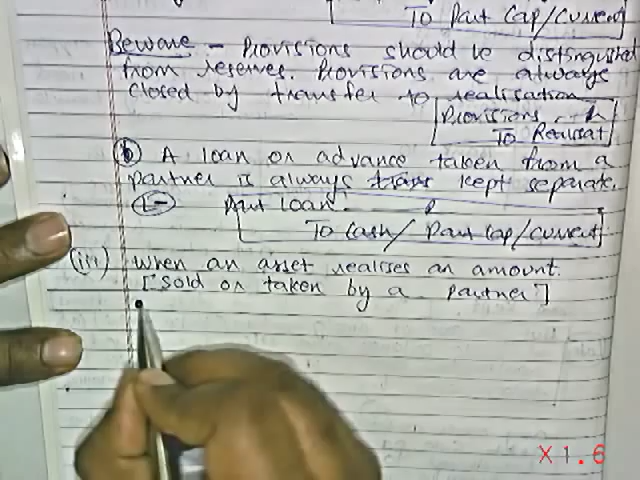 To Part Cap/Current
Beware - Provisions should be distinguished
from reserves. Provisions are always
closed by transfer to realisation
Provisions
To Realisat
(b) A loan or advance taken from a
partner is always kept separate.
Part loan
To Cash/ Part Cap/Current
(iii) When an asset realises an amount.
["Sold or taken by a partner"]
X1.6